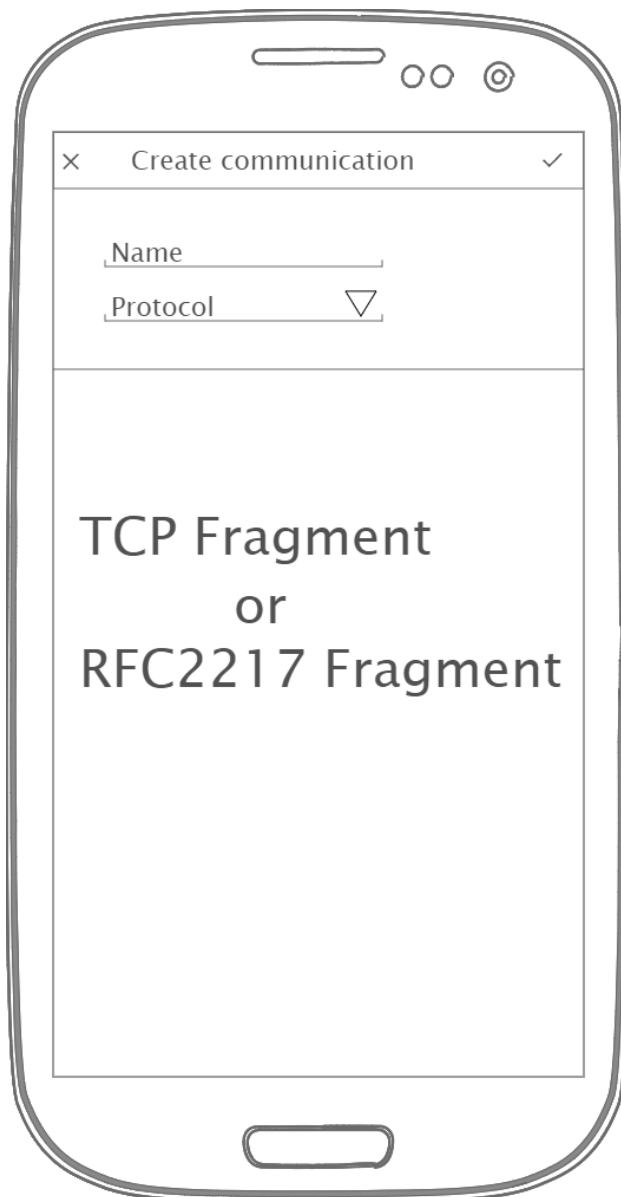 Create communication
Name
Protocol
TCP Fragment
or
RFC2217 Fragment